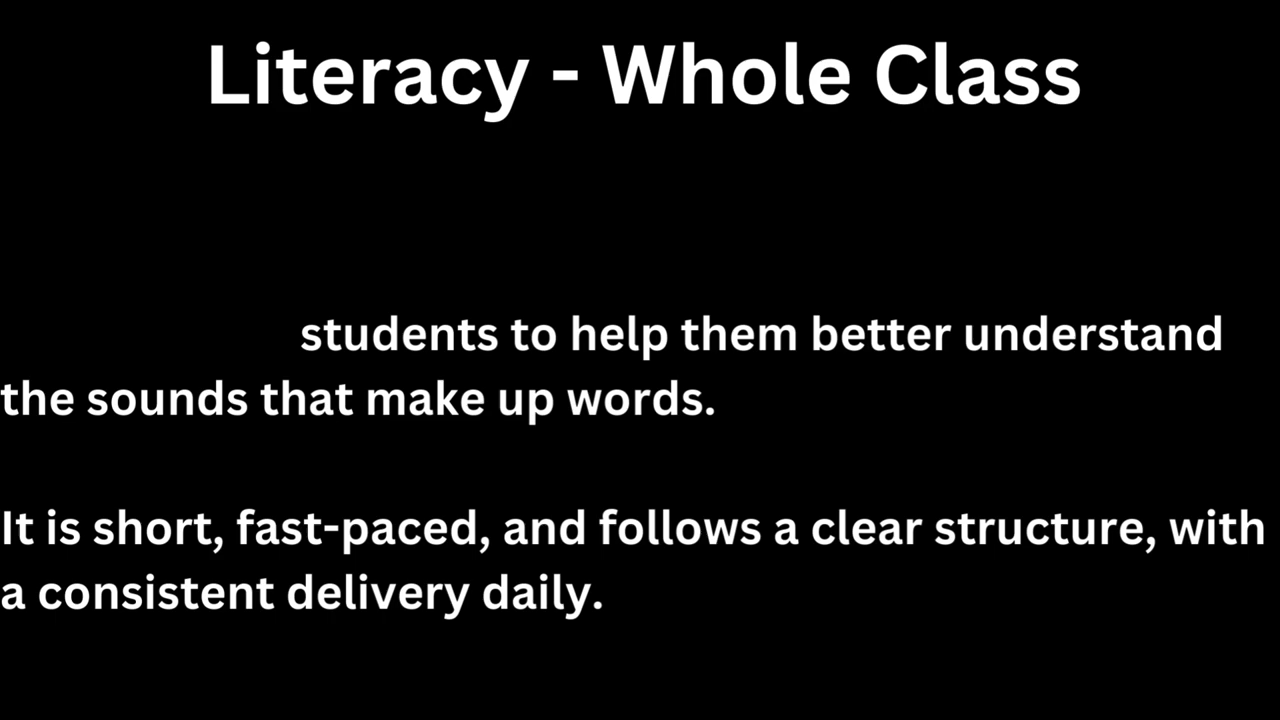 Literacy - Whole Class
students to help them better understand
the sounds that make up words.
It is short, fast-paced, and follows a clear structure, with
a consistent delivery daily.